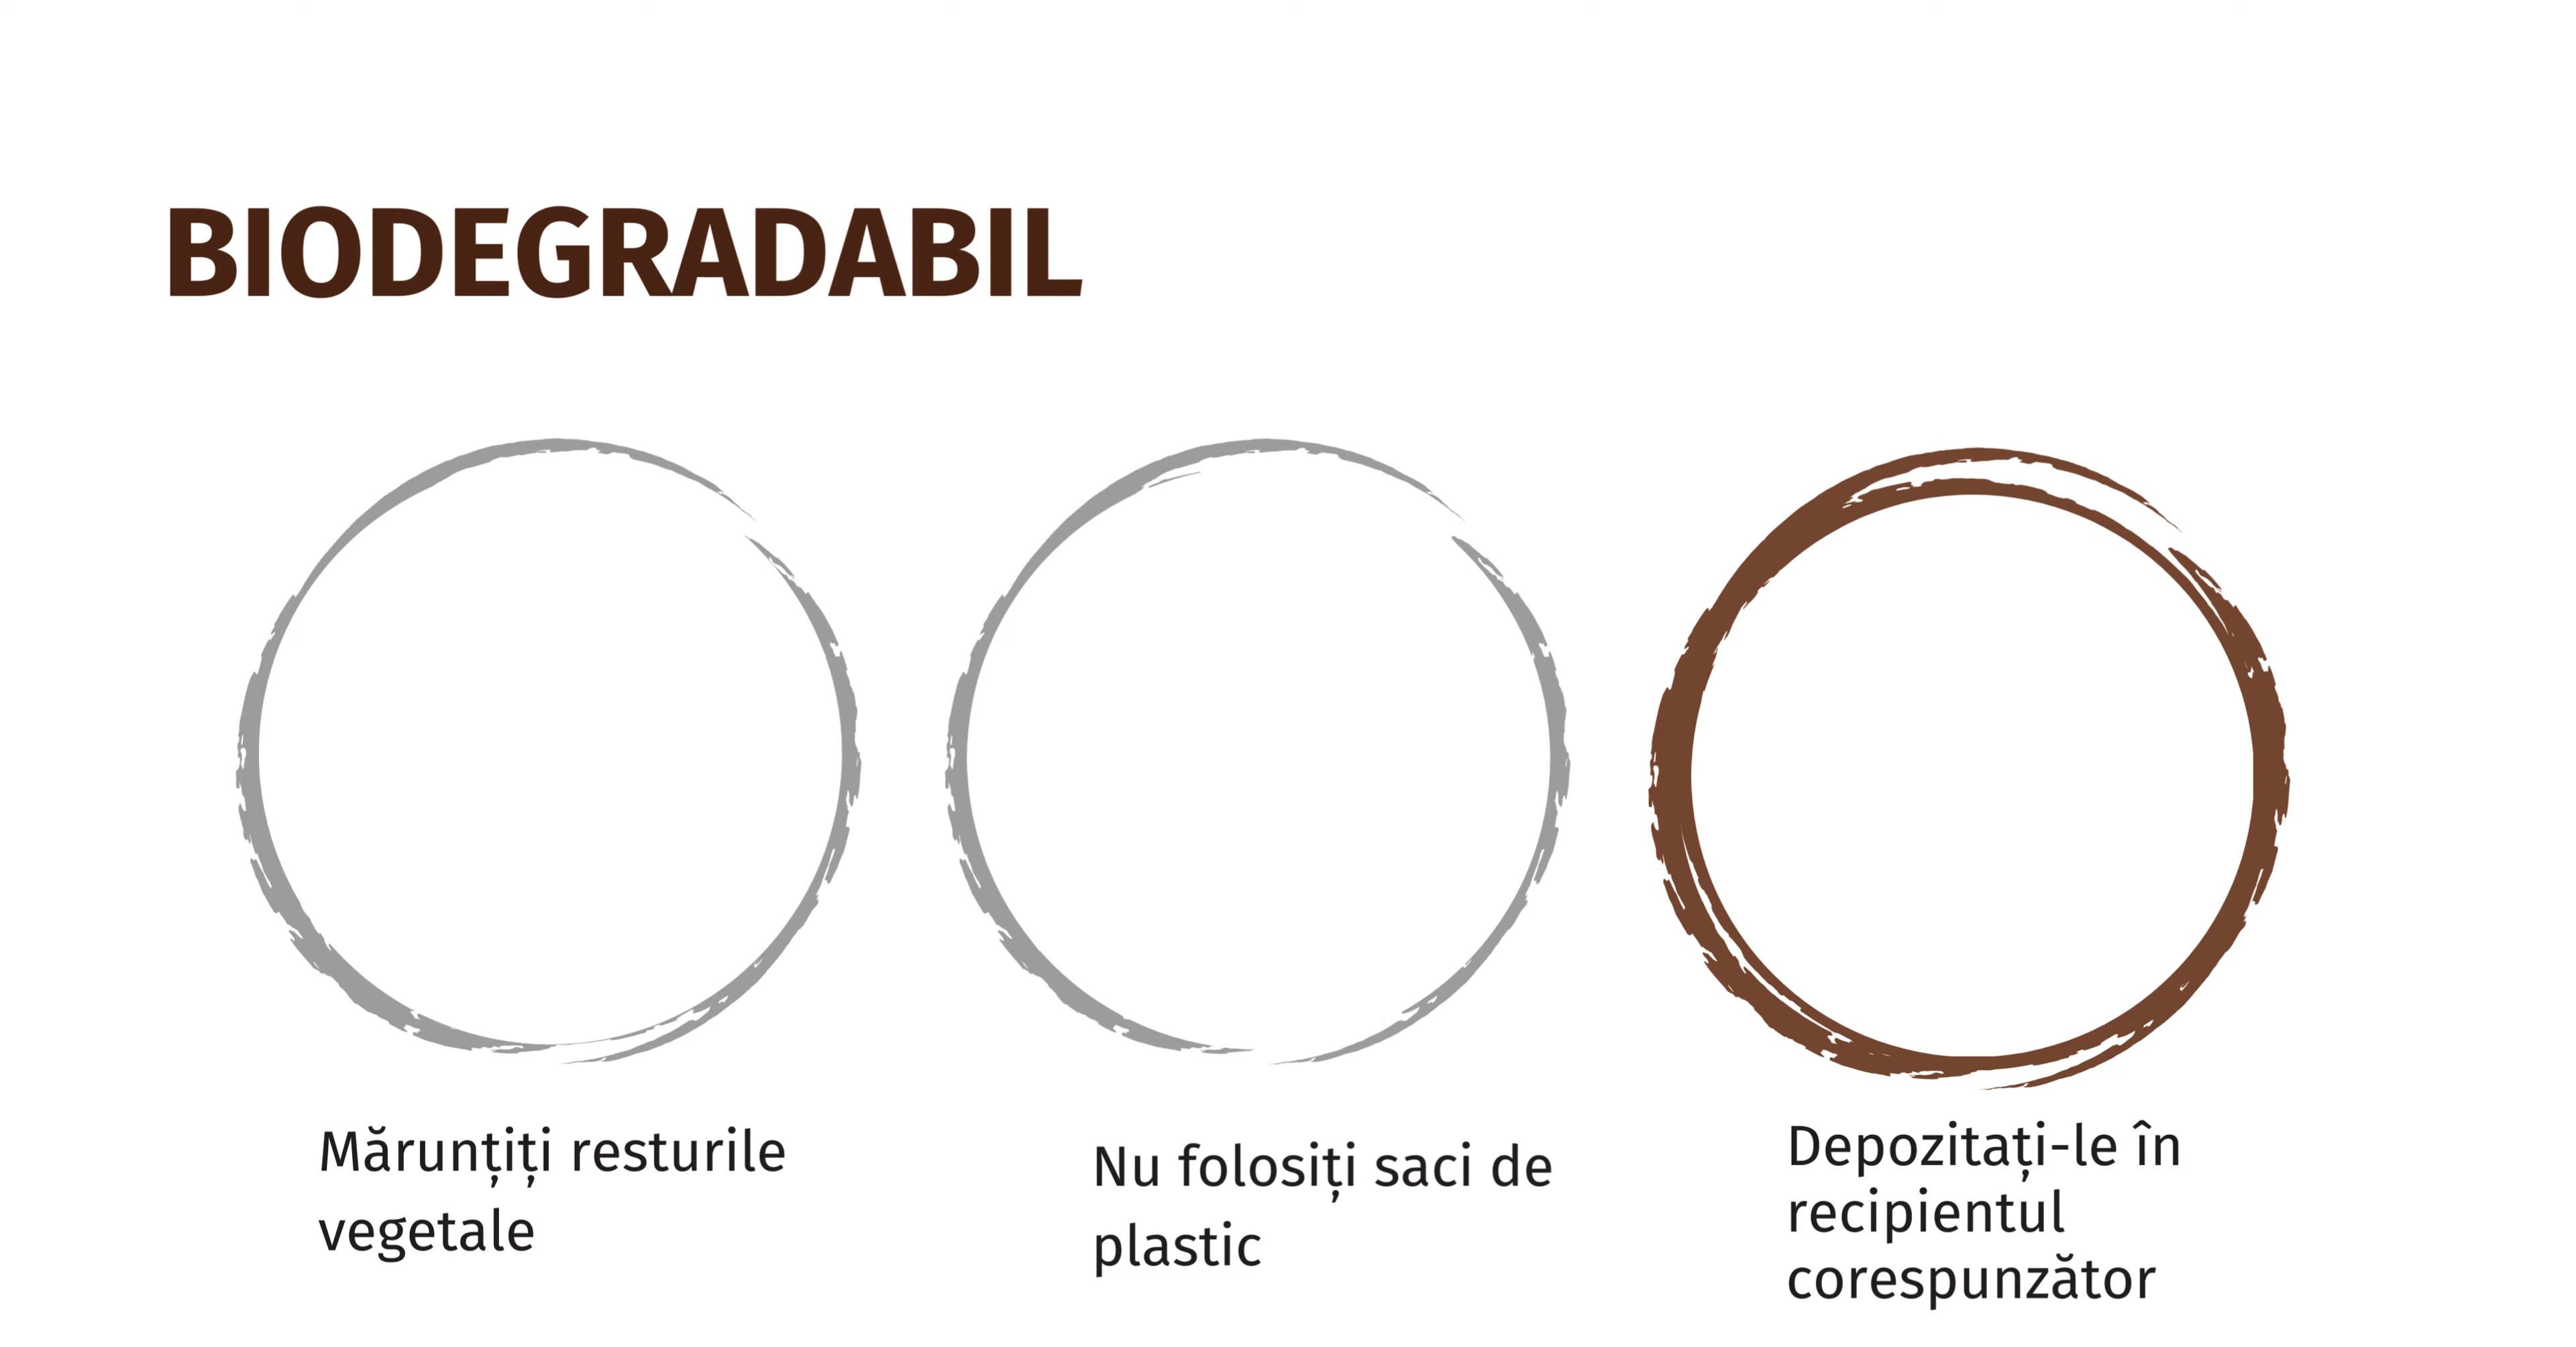 BIODEGRADABIL
Mărunțiți resturile
vegetale
Nu folosiți saci de
plastic
Depozitați-le în
recipientul
corespunzător